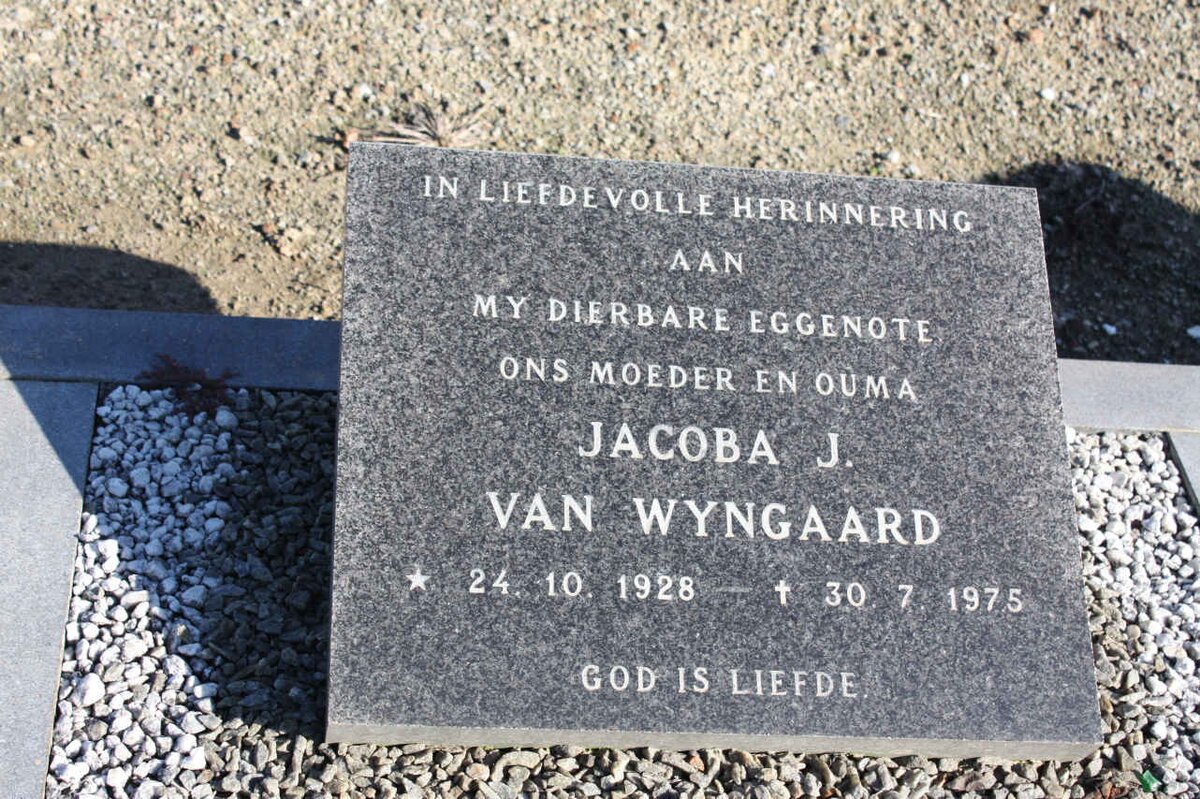 IN LIEFDEVOLLE HERINNERING
AAN
MY DIERBARE EGGENOTE
ONS MOEDER EN OUMA
JACOBA J.
VAN WYNGAARD
★ 24. 10. 1928 — ✝ 30. 7. 1975
GOD IS LIEFDE.